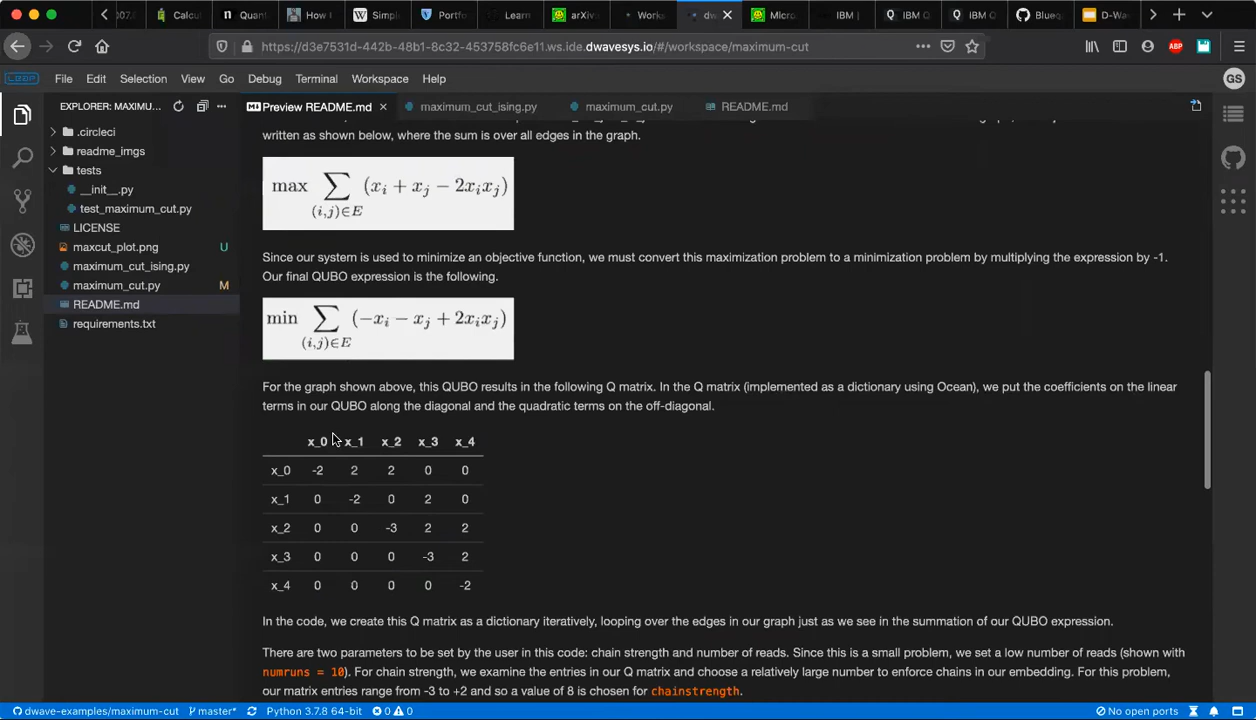 Calcul
Quant
How I
Simpl
Portfo
Learn
arXiv:
Works
dw
Micro
IBM |
IBM Q
IBM Q
Blueq
D-Wav
https://d3e7531d-442b-48b1-8c32-453758fc6e11.ws.ide.dwavesys.io/#/workspace/maximum-cut
ABP
LEAP File Edit Selection View Go Debug Terminal Workspace Help GS
EXPLORER: MAXIMU...
Preview README.md
maximum_cut_ising.py
maximum_cut.py
README.md
.circleci
readme_imgs
tests
__init__.py
test_maximum_cut.py
LICENSE
maxcut_plot.png U
maximum_cut_ising.py
maximum_cut.py M
README.md
requirements.txt
written as shown below, where the sum is over all edges in the graph.
max ∑ (xᵢ + xⱼ − 2xᵢxⱼ)
(i,j)∈E
Since our system is used to minimize an objective function, we must convert this maximization problem to a minimization problem by multiplying the expression by -1.
Our final QUBO expression is the following.
min ∑ (−xᵢ − xⱼ + 2xᵢxⱼ)
(i,j)∈E
For the graph shown above, this QUBO results in the following Q matrix. In the Q matrix (implemented as a dictionary using Ocean), we put the coefficients on the linear
terms in our QUBO along the diagonal and the quadratic terms on the off-diagonal.
x_0 x_1 x_2 x_3 x_4
x_0 -2 2 2 0 0
x_1 0 -2 0 2 0
x_2 0 0 -3 2 2
x_3 0 0 0 -3 2
x_4 0 0 0 0 -2
In the code, we create this Q matrix as a dictionary iteratively, looping over the edges in our graph just as we see in the summation of our QUBO expression.
There are two parameters to be set by the user in this code: chain strength and number of reads. Since this is a small problem, we set a low number of reads (shown with
numruns = 10). For chain strength, we examine the entries in our Q matrix and choose a relatively large number to enforce chains in our embedding. For this problem,
our matrix entries range from -3 to +2 and so a value of 8 is chosen for chainstrength.
dwave-examples/maximum-cut master* Python 3.7.8 64-bit 0 0 No open ports